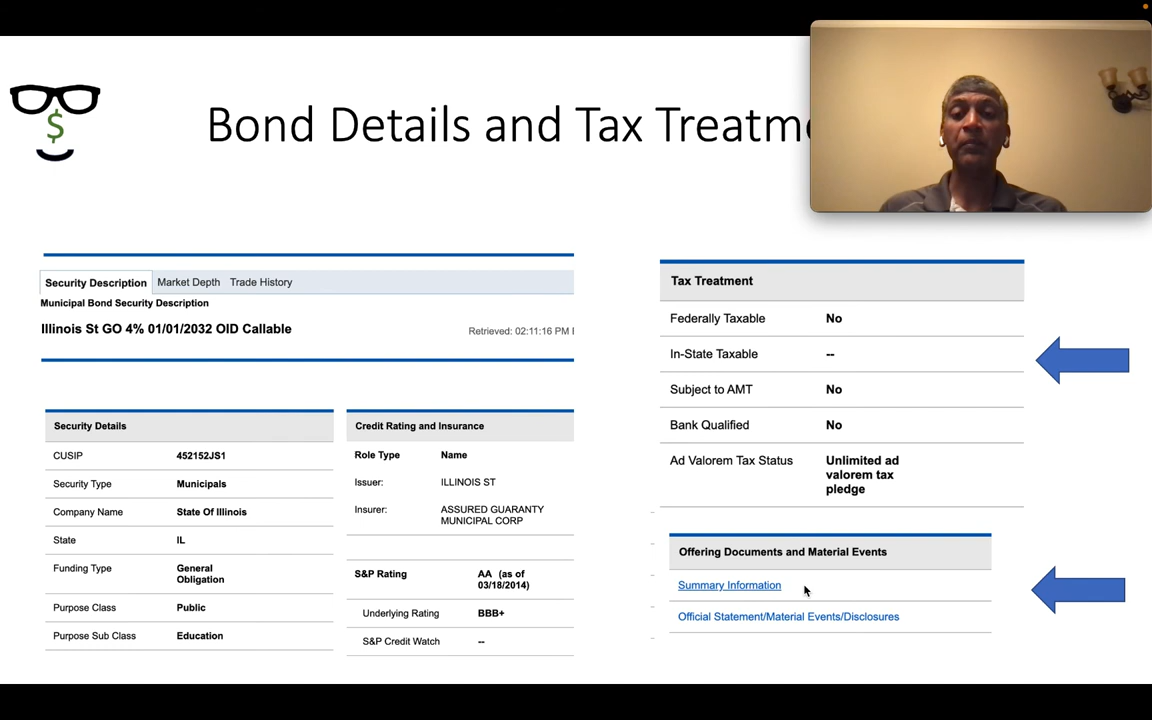 Bond Details and Tax Treatme
$
Security Description Market Depth Trade History
Municipal Bond Security Description
Illinois St GO 4% 01/01/2032 OID Callable
Retrieved: 02:11:16 PM
Security Details
CUSIP 452152JS1
Security Type Municipals
Company Name State Of Illinois
State IL
Funding Type General
Obligation
Purpose Class Public
Purpose Sub Class Education
Credit Rating and Insurance
Role Type Name
Issuer: ILLINOIS ST
Insurer: ASSURED GUARANTY
MUNICIPAL CORP
S&P Rating AA (as of
03/18/2014)
Underlying Rating BBB+
S&P Credit Watch --
Tax Treatment
Federally Taxable No
In-State Taxable --
Subject to AMT No
Bank Qualified No
Ad Valorem Tax Status Unlimited ad
valorem tax
pledge
Offering Documents and Material Events
Summary Information
Official Statement/Material Events/Disclosures